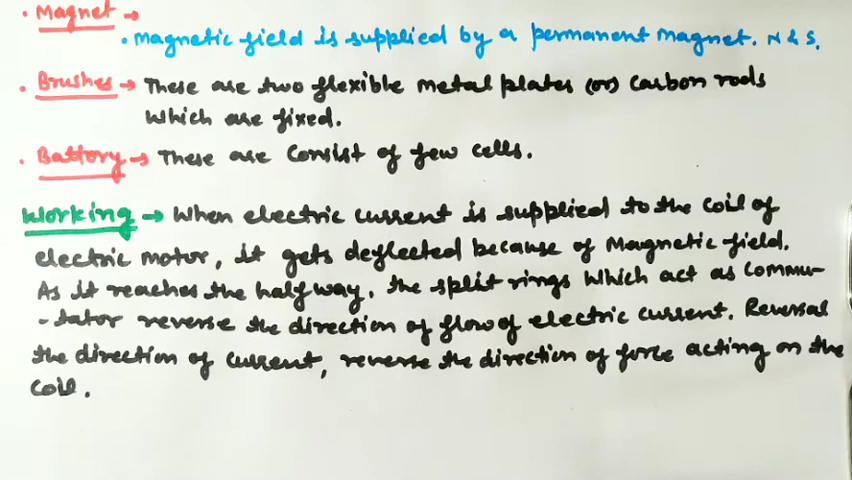 • Magnet →
• Magnetic field is supplied by a permanent magnet. N & S.
• Brushes → These are two flexible metal plates (or) Carbon rods
Which are fixed.
• Battory → These are Consist of few cells.
Working → When electric current is supplied to the coil of
electric motor, it gets deflected because of Magnetic field.
As it reaches the half way, the split rings which act as Commu-
-tator reverse the direction of flow of electric current. Reversal
the direction of current, reverse the direction of force acting on the
Coil.